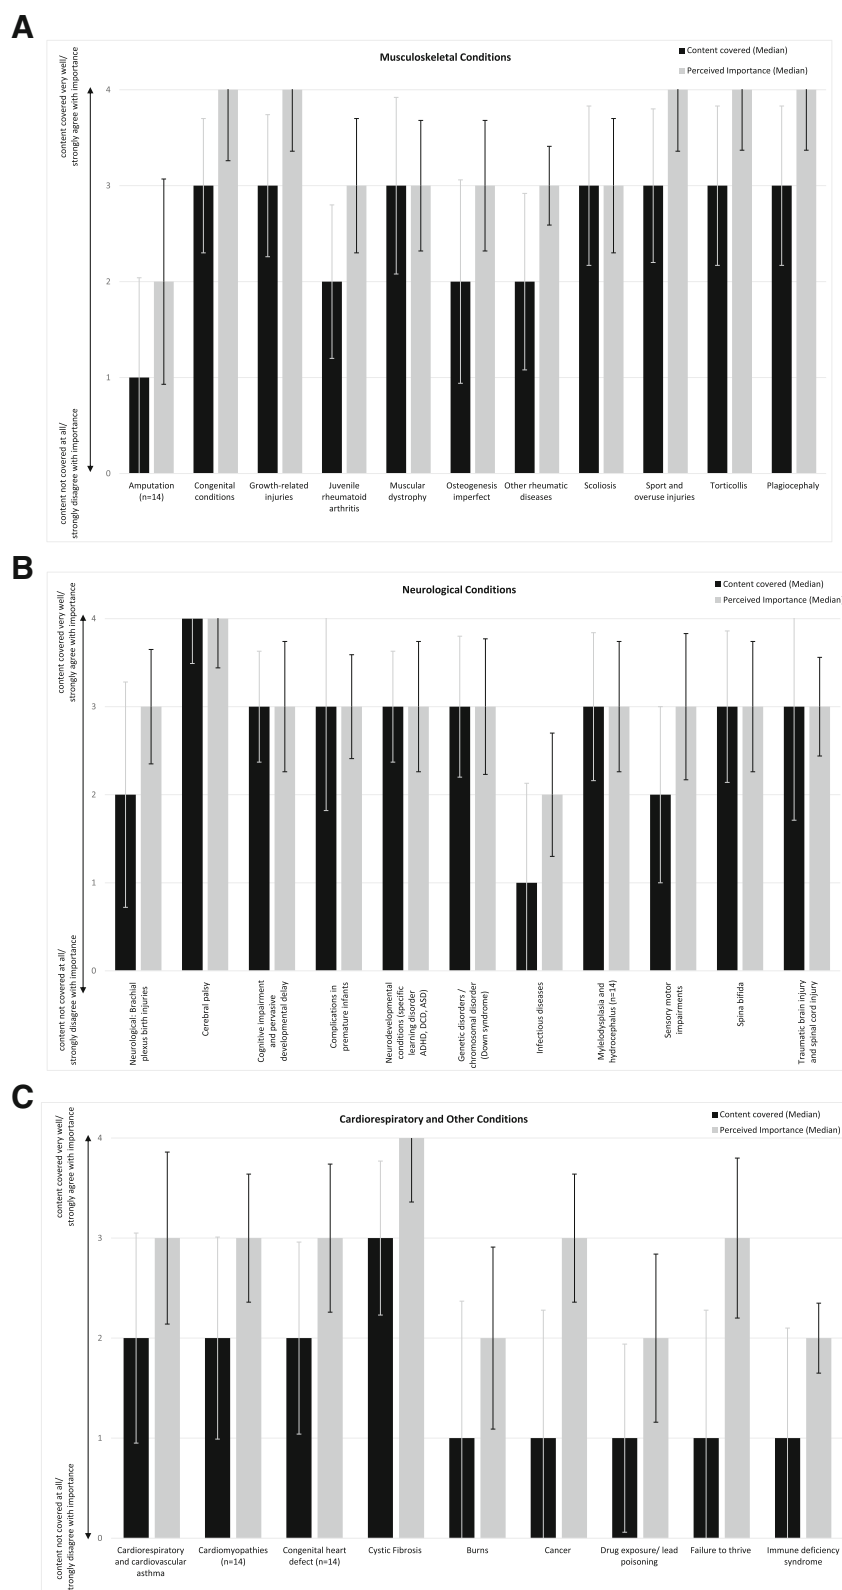 A
Musculoskeletal Conditions
Content covered (Median)
Perceived Importance (Median)
content covered very well/
strongly agree with importance
content not covered at all/
strongly disagree with importance
4
3
2
1
0
Amputation
(n=14)
Congenital
conditions
Growth-related
injuries
Juvenile
rheumatoid
arthritis
Muscular
dystrophy
Osteogenesis
imperfect
Other rheumatic
diseases
Scoliosis
Sport and
overuse injuries
Torticollis
Plagiocephaly
B
Neurological Conditions
Content covered (Median)
Perceived Importance (Median)
content covered very well/
strongly agree with importance
content not covered at all/
strongly disagree with importance
4
3
2
1
0
Neurological: Brachial
plexus birth injuries
Cerebral palsy
Cognitive impairment
and pervasive
developmental delay
Complications in
premature infants
Neurodevelopmental
conditions (specific
learning disorder
ADHD, DCD, ASD)
Genetic disorders /
chromosomal disorder
(Down syndrome)
Infectious diseases
Mylelodysplasia and
hydrocephalus (n=14)
Sensory motor
impairments
Spina bifida
Traumatic brain injury
and spinal cord injury
C
Cardiorespiratory and Other Conditions
Content covered (Median)
Perceived Importance (Median)
content covered very well/
strongly agree with importance
content not covered at all/
trongly disagree with importance
4
3
2
1
0
Cardiorespiratory
and cardiovascular
asthma
Cardiomyopathies
(n=14)
Congenital heart
defect (n=14)
Cystic Fibrosis
Burns
Cancer
Drug exposure/ lead
poisoning
Failure to thrive
Immune deficiency
syndrome